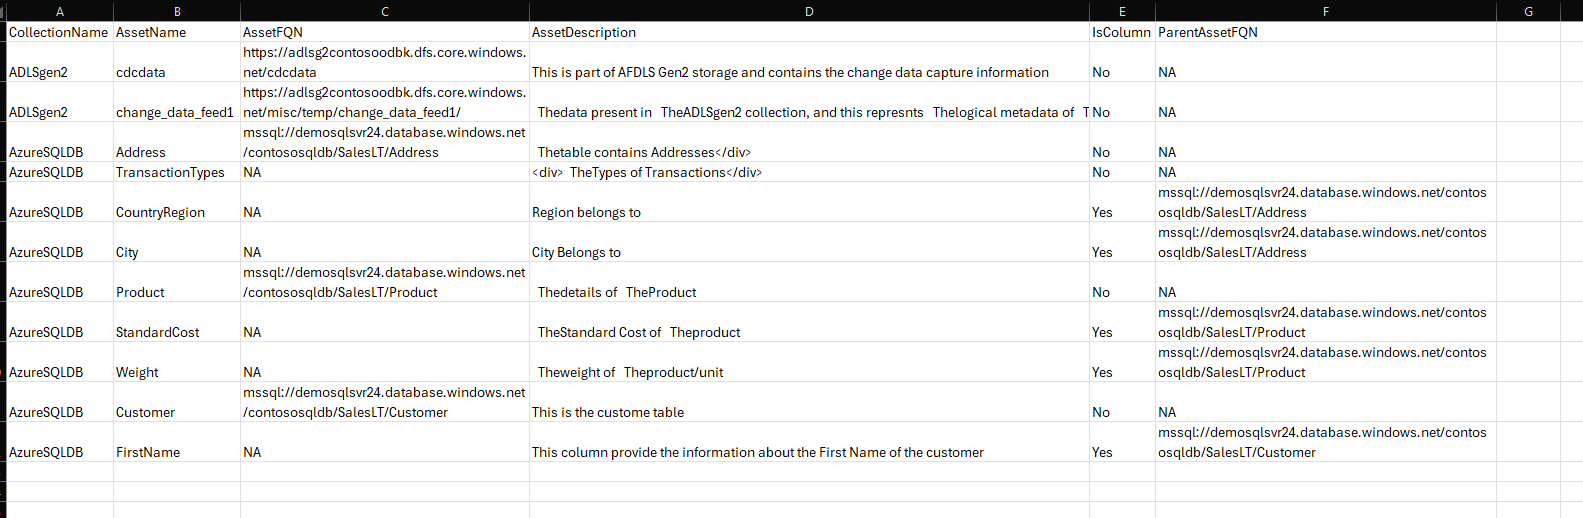 A B C D E F G
CollectionName AssetName AssetFQN AssetDescription IsColumn ParentAssetFQN
https://adlsg2contosoodbk.dfs.core.windows.
ADLSgen2 cdcdata net/cdcdata This is part of AFDLS Gen2 storage and contains the change data capture information No NA
https://adlsg2contosoodbk.dfs.core.windows.
ADLSgen2 change_data_feed1 net/misc/temp/change_data_feed1/ Thedata present in TheADLSgen2 collection, and this represnts Thelogical metadata of T No NA
mssql://demosqlsvr24.database.windows.net
AzureSQLDB Address /contososqldb/SalesLT/Address Thetable contains Addresses</div> No NA
AzureSQLDB TransactionTypes NA <div> TheTypes of Transactions</div> No NA
mssql://demosqlsvr24.database.windows.net/contos
AzureSQLDB CountryRegion NA Region belongs to Yes osqldb/SalesLT/Address
mssql://demosqlsvr24.database.windows.net/contos
AzureSQLDB City NA City Belongs to Yes osqldb/SalesLT/Address
mssql://demosqlsvr24.database.windows.net
AzureSQLDB Product /contososqldb/SalesLT/Product Thedetails of TheProduct No NA
mssql://demosqlsvr24.database.windows.net/contos
AzureSQLDB StandardCost NA TheStandard Cost of Theproduct Yes osqldb/SalesLT/Product
mssql://demosqlsvr24.database.windows.net/contos
AzureSQLDB Weight NA Theweight of Theproduct/unit Yes osqldb/SalesLT/Product
mssql://demosqlsvr24.database.windows.net
AzureSQLDB Customer /contososqldb/SalesLT/Customer This is the custome table No NA
mssql://demosqlsvr24.database.windows.net/contos
AzureSQLDB FirstName NA This column provide the information about the First Name of the customer Yes osqldb/SalesLT/Customer